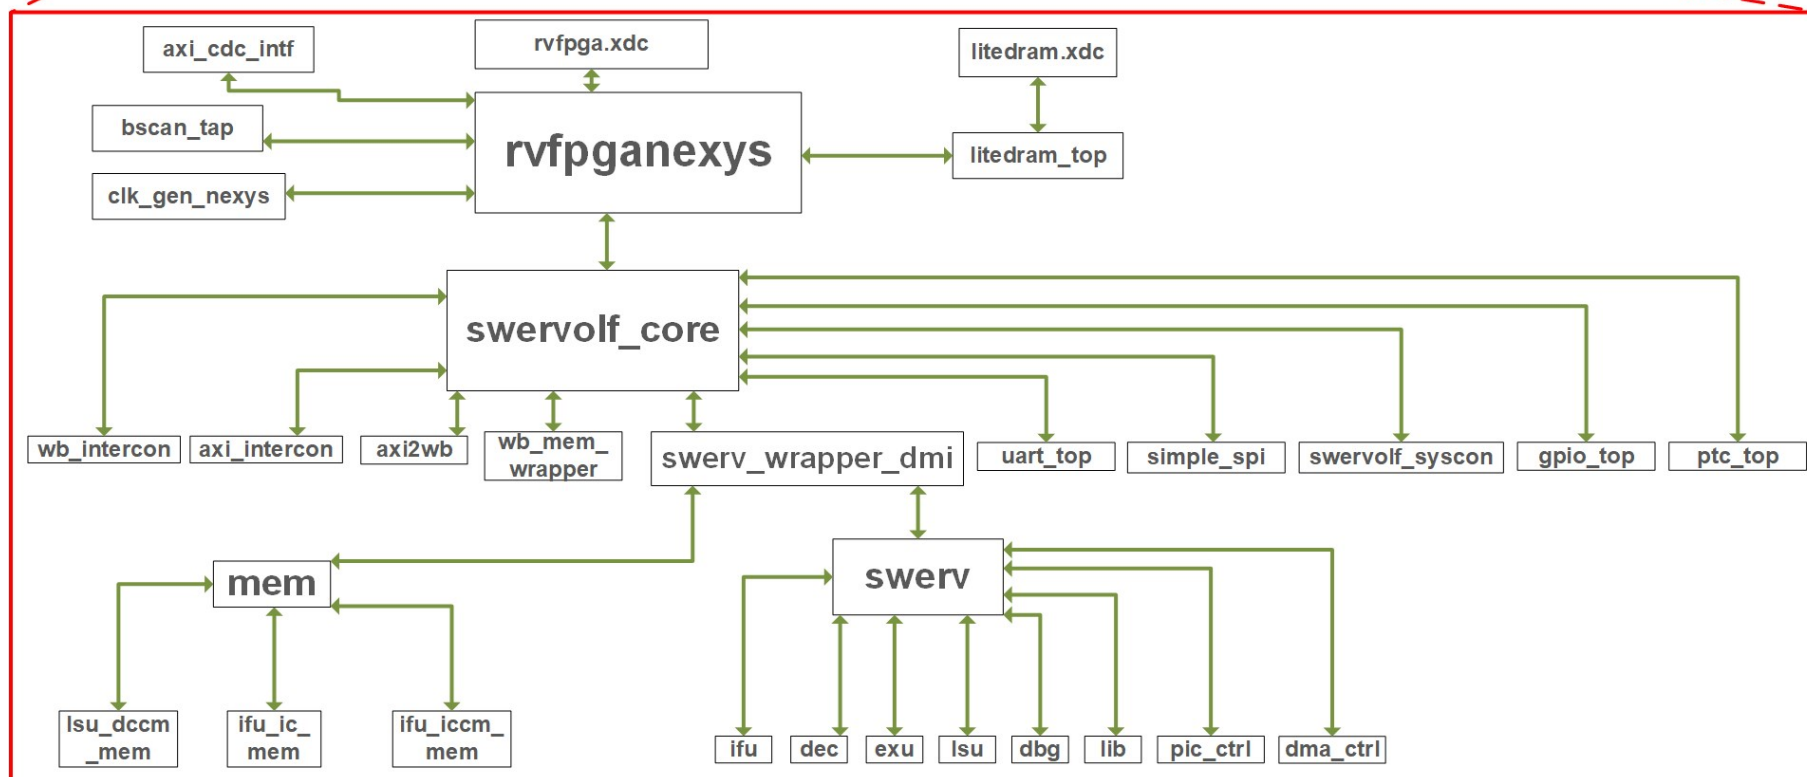 axi_cdc_intf
rvfpga.xdc
litedram.xdc
bscan_tap
rvfpganexys
litedram_top
clk_gen_nexys
swervolf_core
wb_intercon
axi_intercon
axi2wb
wb_mem_
wrapper
swerv_wrapper_dmi
uart_top
simple_spi
swervolf_syscon
gpio_top
ptc_top
mem
swerv
lsu_dccm
_mem
ifu_ic_
mem
ifu_iccm_
mem
ifu
dec
exu
lsu
dbg
lib
pic_ctrl
dma_ctrl